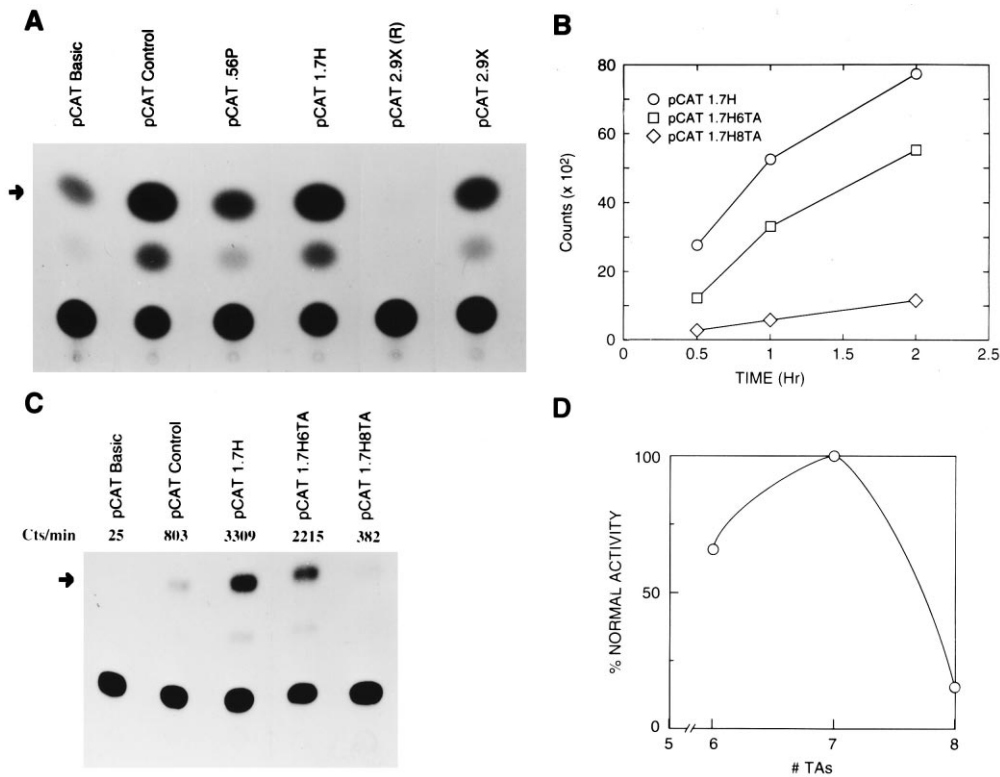 A
pCAT Basic
pCAT Control
pCAT .56P
pCAT 1.7H
pCAT 2.9X (R)
pCAT 2.9X
B
80
60
40
20
0
Counts (x 10²)
pCAT 1.7H
pCAT 1.7H6TA
pCAT 1.7H8TA
0 0.5 1 1.5 2 2.5
TIME (Hr)
C
pCAT Basic
pCAT Control
pCAT 1.7H
pCAT 1.7H6TA
pCAT 1.7H8TA
Cts/min 25 803 3309 2215 382
D
100
50
0
% NORMAL ACTIVITY
5 6 7 8
# TAs